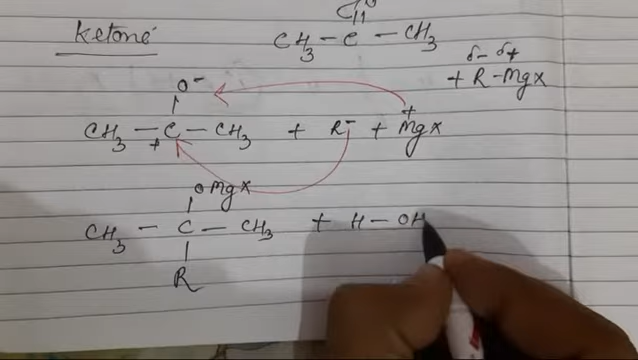 Ketone
O
CH3 — C — CH3
δ- δ+
+ R - Mgx
O-
CH3 — C — CH3 + R- + Mgx
+ +
OMgx
CH3 — C — CH3 + H — OH
R